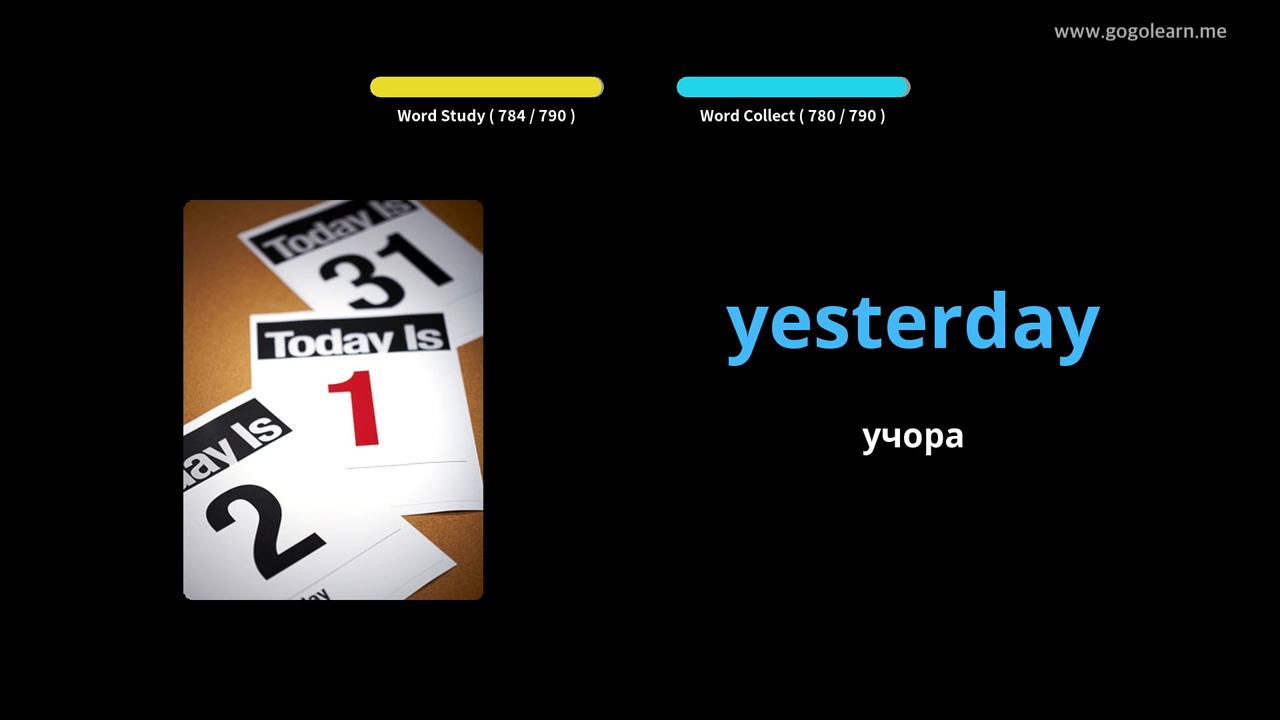 www.gogolearn.me
Word Study ( 784 / 790 )
Word Collect ( 780 / 790 )
Today Is
31
Today Is
1
ay Is
2
yesterday
учора